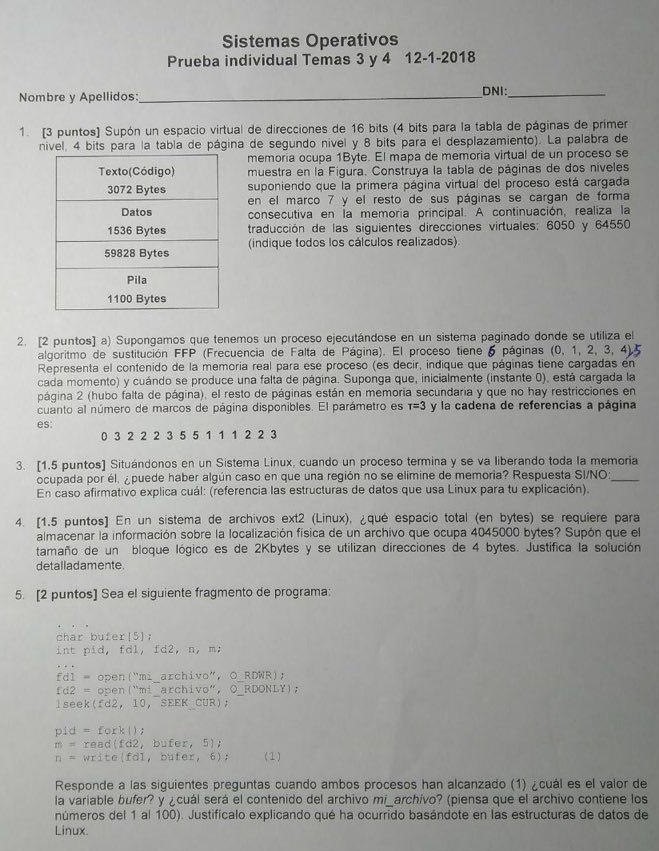 Sistemas Operativos
Prueba individual Temas 3 y 4 12-1-2018
Nombre y Apellidos:____ DNI:____
1. [3 puntos] Supón un espacio virtual de direcciones de 16 bits (4 bits para la tabla de páginas de primer
nivel, 4 bits para la tabla de página de segundo nivel y 8 bits para el desplazamiento). La palabra de
memoria ocupa 1Byte. El mapa de memoria virtual de un proceso se
muestra en la Figura. Construya la tabla de páginas de dos niveles
suponiendo que la primera página virtual del proceso está cargada
en el marco 7 y el resto de sus páginas se cargan de forma
consecutiva en la memoria principal. A continuación, realiza la
traducción de las siguientes direcciones virtuales: 6050 y 64550
(indique todos los cálculos realizados).
Texto(Código)
3072 Bytes
Datos
1536 Bytes
59828 Bytes
Pila
1100 Bytes
2. [2 puntos] a) Supongamos que tenemos un proceso ejecutándose en un sistema paginado donde se utiliza el
algoritmo de sustitución FFP (Frecuencia de Falta de Página). El proceso tiene 6 páginas (0, 1, 2, 3, 4),5
Representa el contenido de la memoria real para ese proceso (es decir, indique que páginas tiene cargadas en
cada momento) y cuándo se produce una falta de página. Suponga que, inicialmente (instante 0), está cargada la
página 2 (hubo falta de página), el resto de páginas están en memoria secundaria y que no hay restricciones en
cuanto al número de marcos de página disponibles. El parámetro es τ=3 y la cadena de referencias a página
es:
0 3 2 2 2 3 5 5 1 1 1 2 2 3
3. [1.5 puntos] Situándonos en un Sistema Linux, cuando un proceso termina y se va liberando toda la memoria
ocupada por él, ¿puede haber algún caso en que una región no se elimine de memoria? Respuesta SI/NO:____
En caso afirmativo explica cuál: (referencia las estructuras de datos que usa Linux para tu explicación).
4. [1.5 puntos] En un sistema de archivos ext2 (Linux), ¿qué espacio total (en bytes) se requiere para
almacenar la información sobre la localización física de un archivo que ocupa 4045000 bytes? Supón que el
tamaño de un bloque lógico es de 2Kbytes y se utilizan direcciones de 4 bytes. Justifica la solución
detalladamente.
5. [2 puntos] Sea el siguiente fragmento de programa:
. . .
char bufer[5];
int pid, fd1, fd2, n, m;
...
fd1 = open("mi_archivo", O_RDWR);
fd2 = open("mi_archivo", O_RDONLY);
lseek(fd2, 10, SEEK_CUR);
pid = fork();
m = read(fd2, bufer, 5);
n = write(fd1, bufer, 6); (1)
Responde a las siguientes preguntas cuando ambos procesos han alcanzado (1) ¿cuál es el valor de
la variable bufer? y ¿cuál será el contenido del archivo mi_archivo? (piensa que el archivo contiene los
números del 1 al 100). Justifícalo explicando qué ha ocurrido basándote en las estructuras de datos de
Linux.